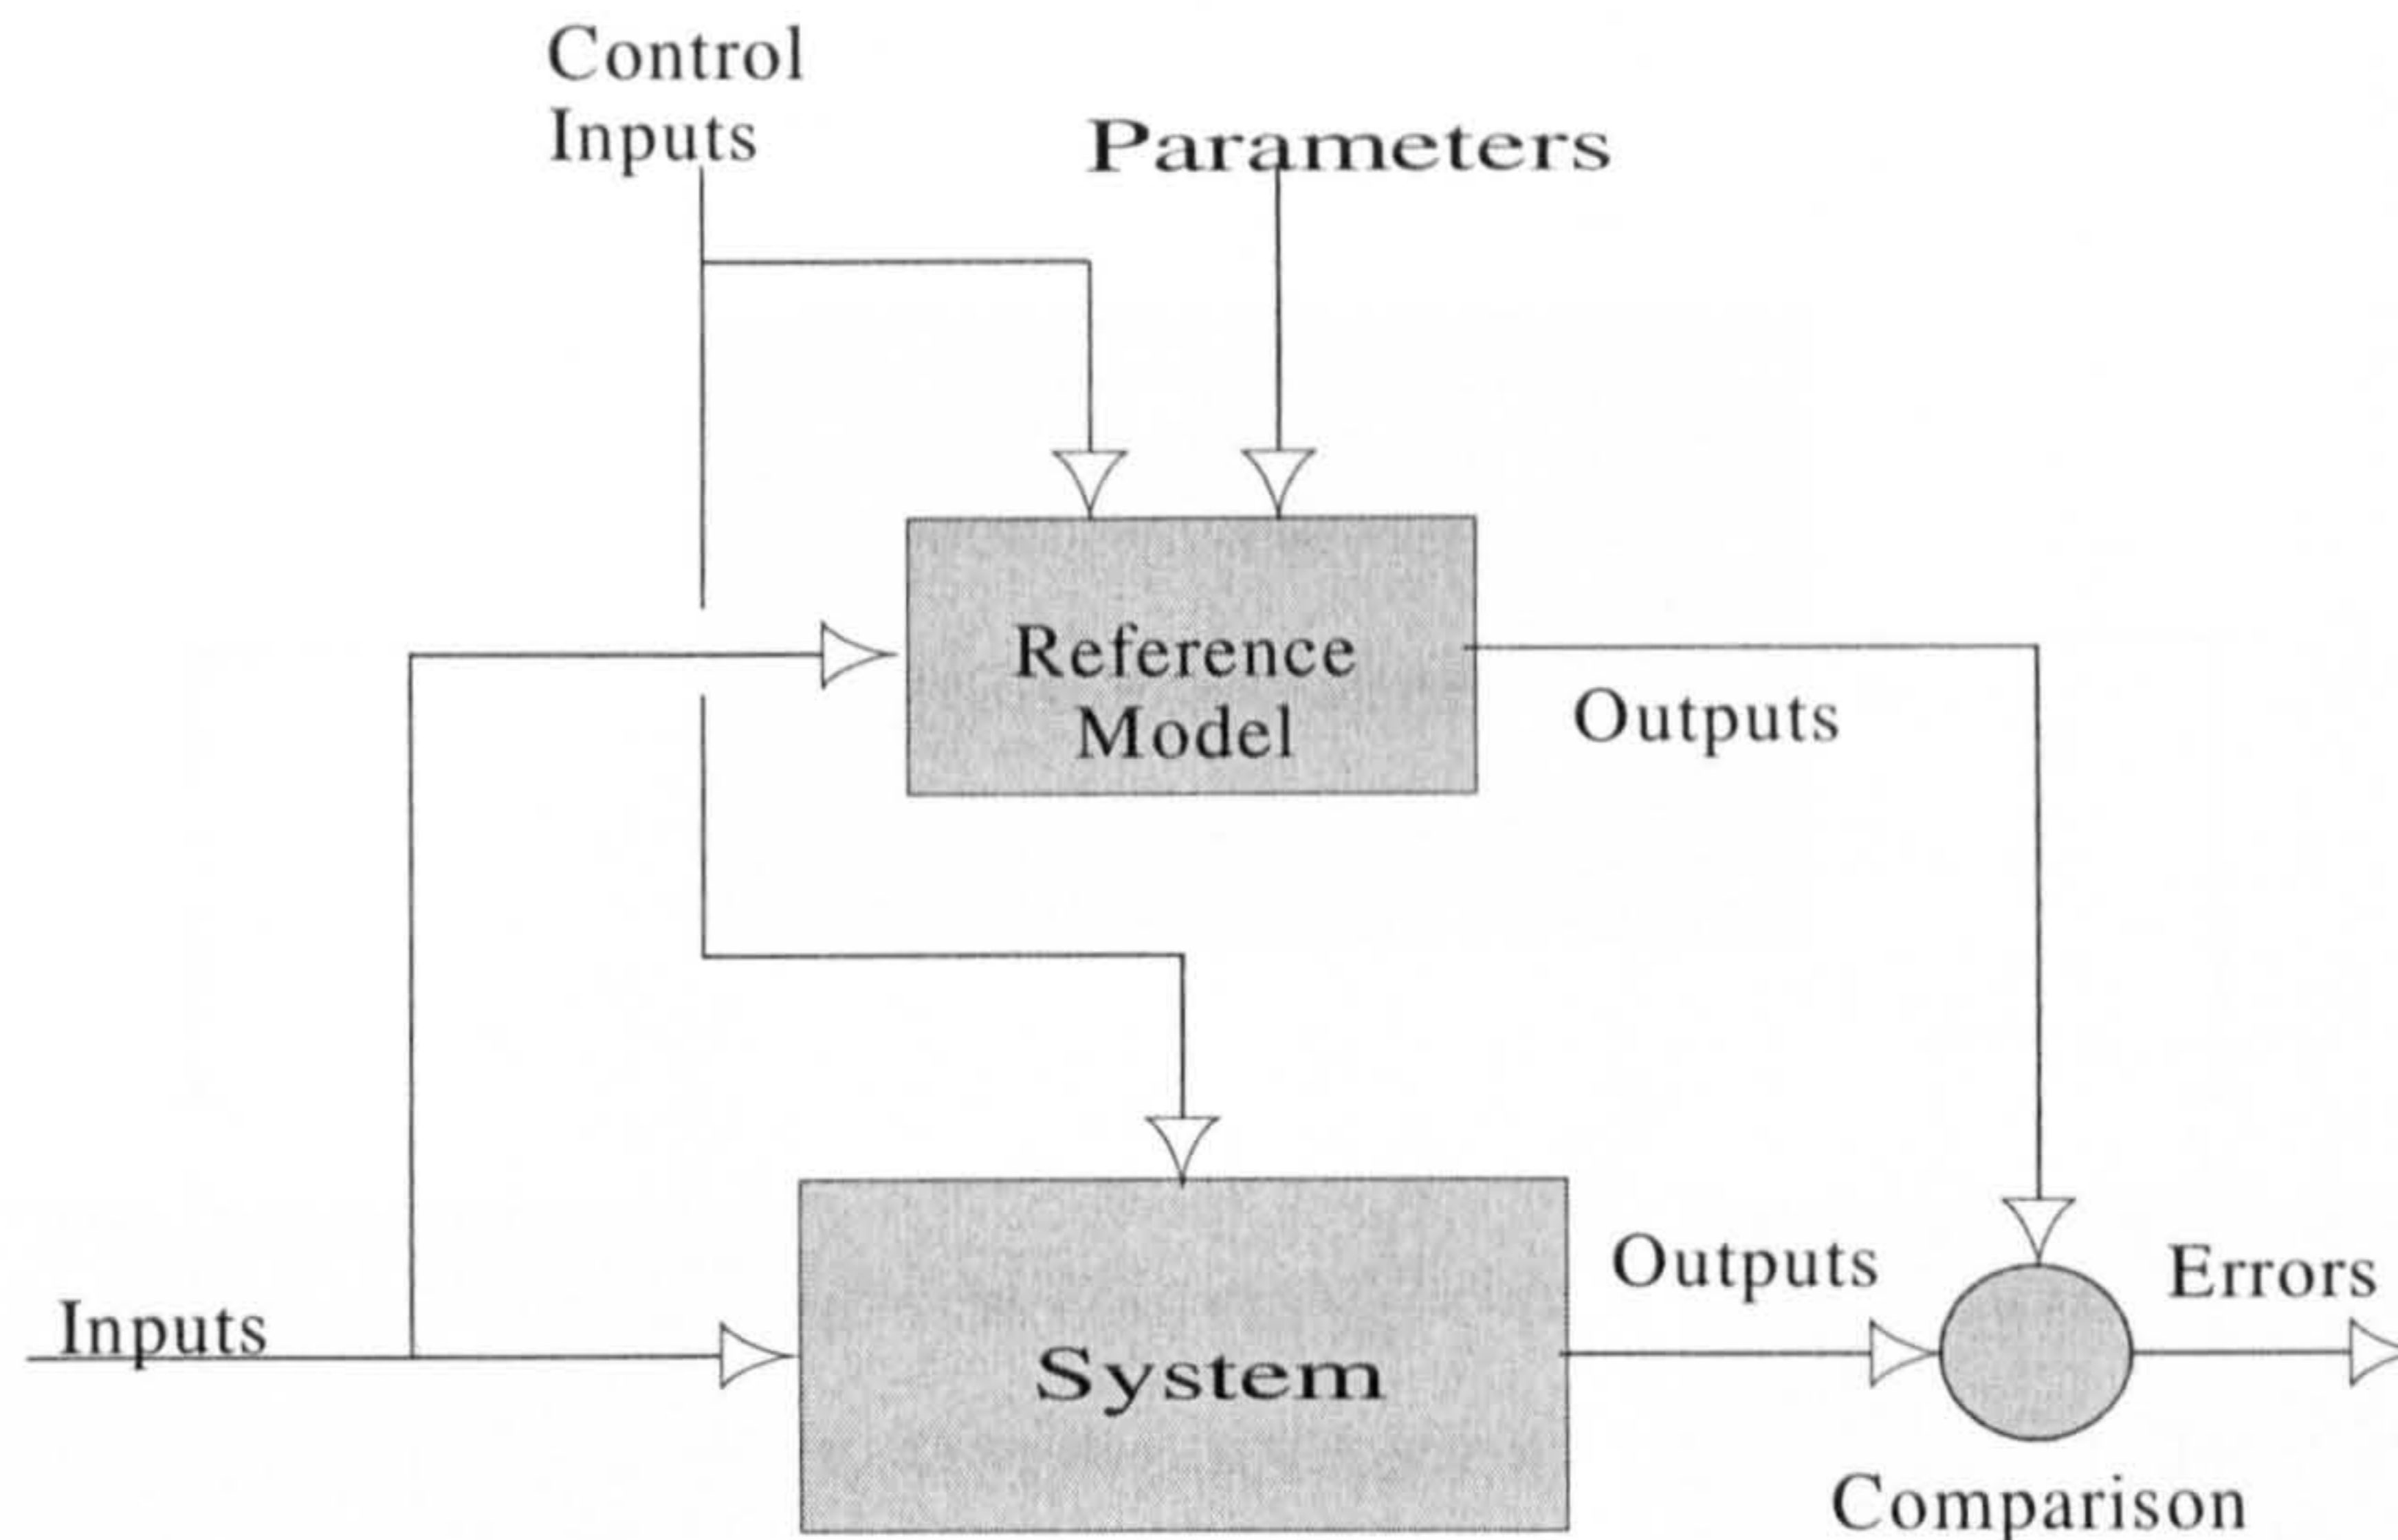 Control
Inputs
Parameters
Reference
Model
Outputs
Inputs
System
Outputs
Errors
Comparison